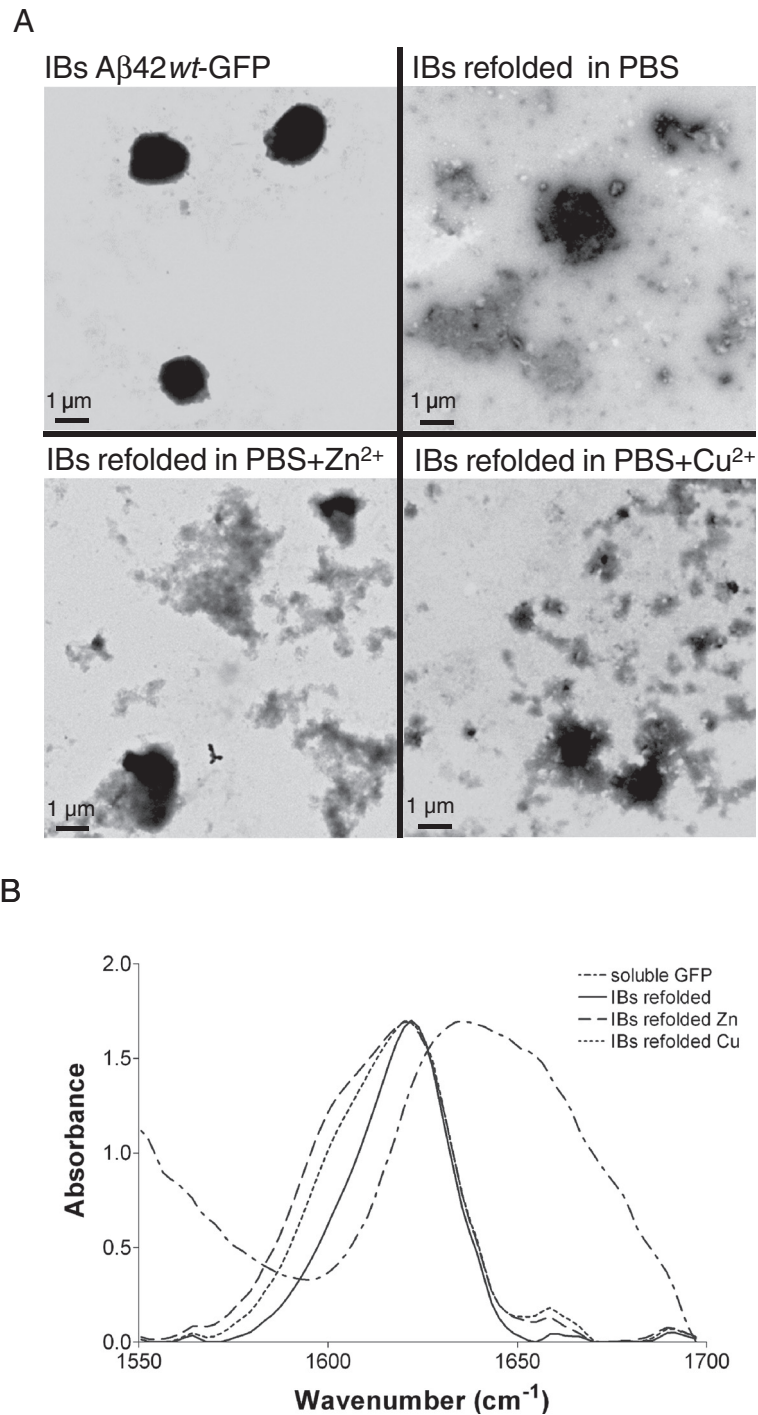 A
IBs Aβ42wt-GFP
IBs refolded in PBS
1 µm
1 µm
IBs refolded in PBS+Zn²⁺
IBs refolded in PBS+Cu²⁺
1 µm
1 µm
B
2.0
1.5
1.0
0.5
0.0
Absorbance
soluble GFP
IBs refolded
IBs refolded Zn
IBs refolded Cu
1550
1600
1650
1700
Wavenumber (cm⁻¹)